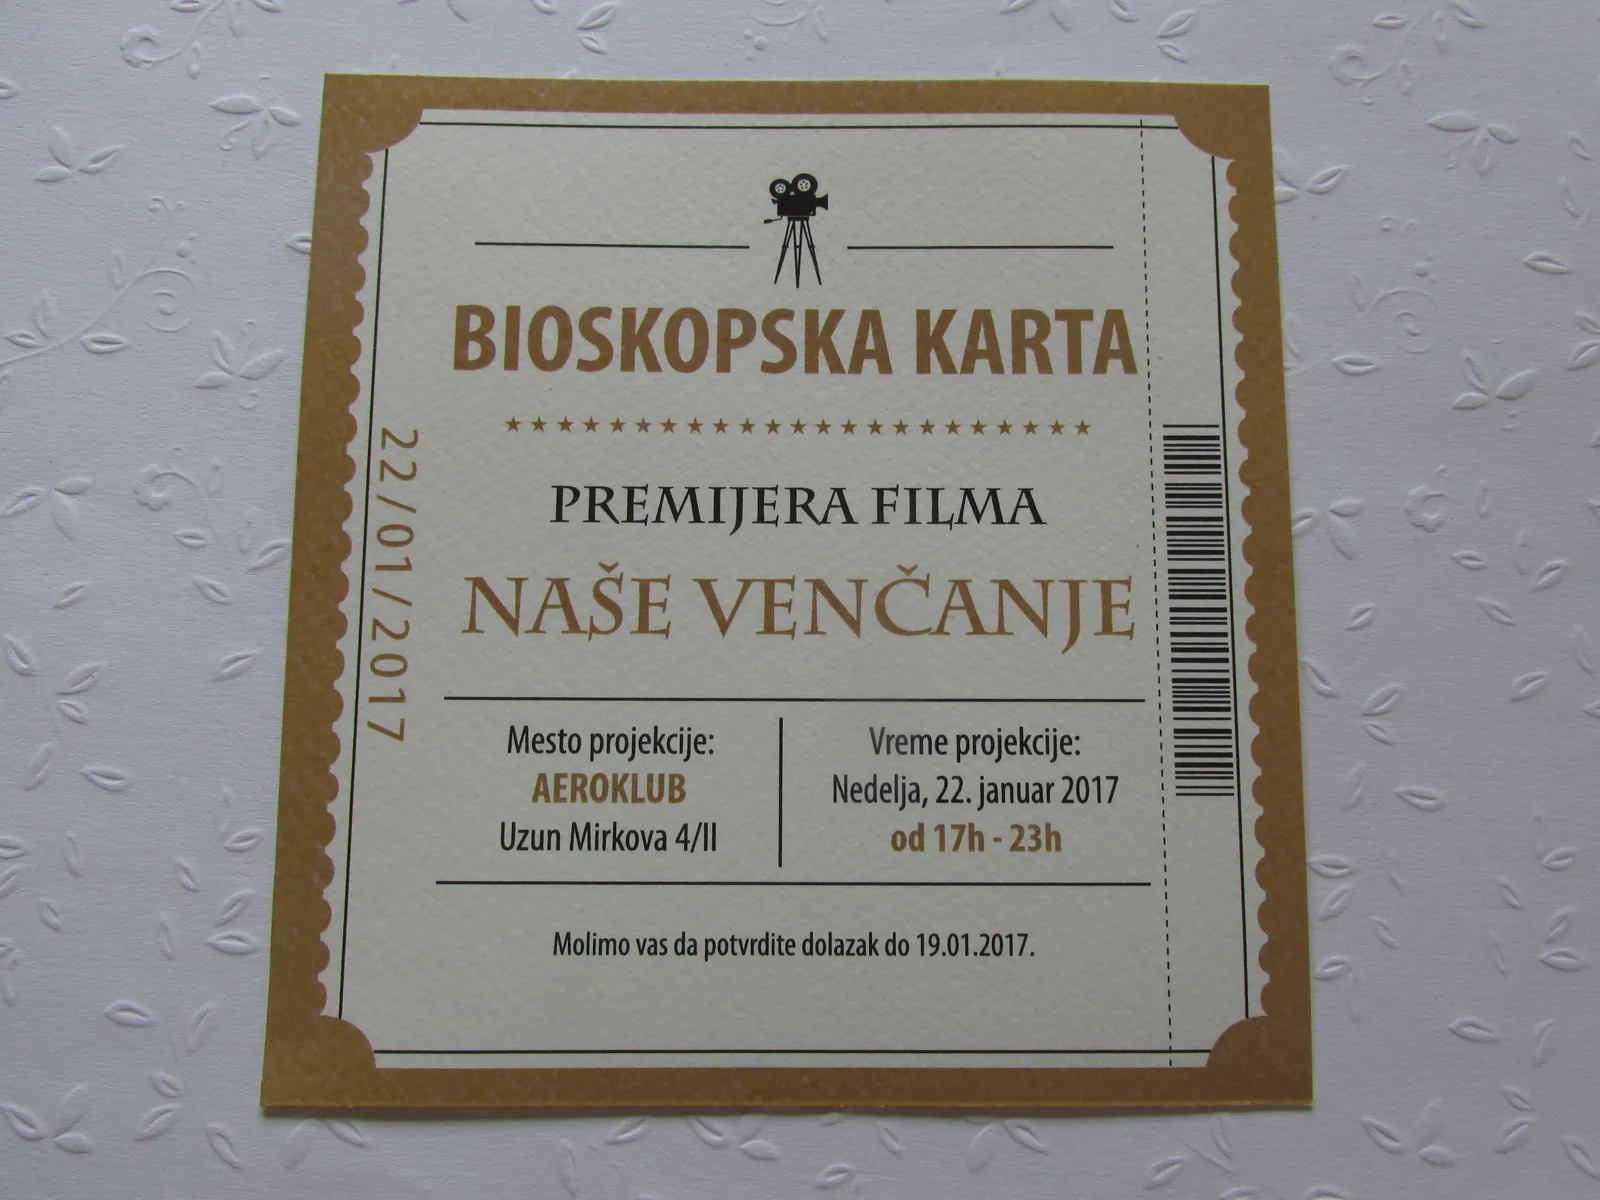 BIOSKOPSKA KARTA
PREMIJERA FILMA
NAŠE VENČANJE
22/01/2017
Mesto projekcije:
AEROKLUB
Uzun Mirkova 4/II
Vreme projekcije:
Nedelja, 22. januar 2017
od 17h - 23h
Molimo vas da potvrdite dolazak do 19.01.2017.